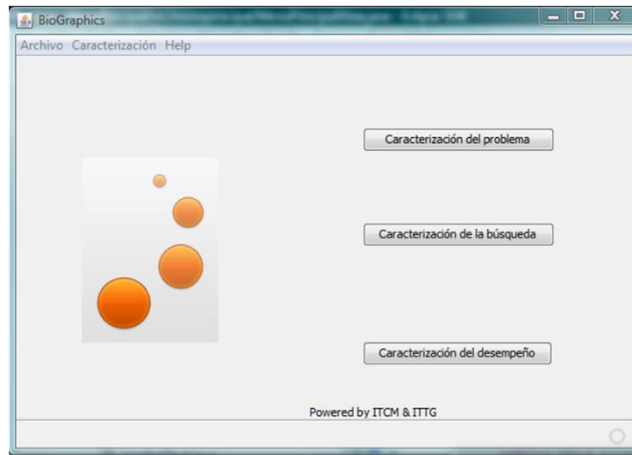 BioGraphics
Archivo Caracterización Help
Caracterización del problema
Caracterización de la búsqueda
Caracterización del desempeño
Powered by ITCM & ITTG